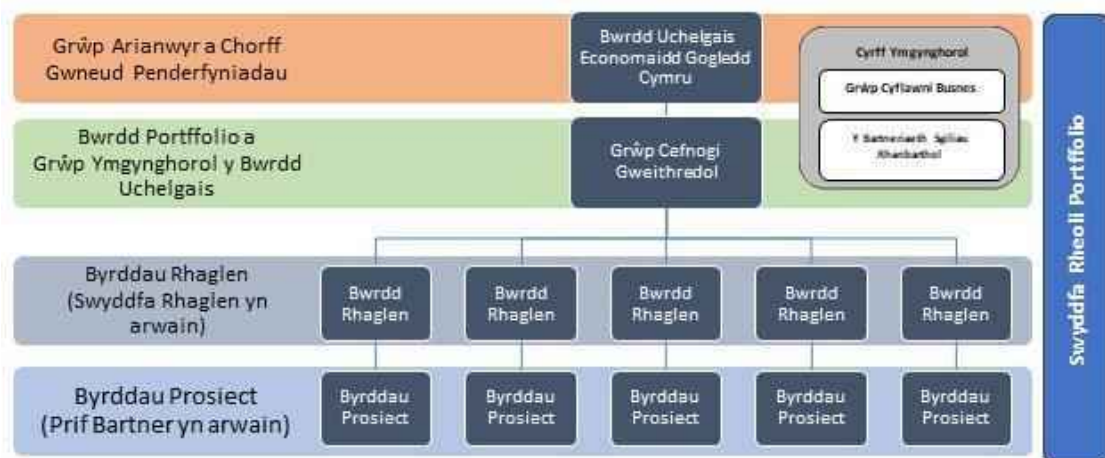 Grŵp Arianwyr a Chorff
Gwneud Penderfyniadau
Bwrdd Uchelgais
Economaidd Gogledd
Cymru
Cyrff Ymgynghorol
Grŵp Cyflawni Busnes
Y Bartneriaeth Sgiliau
Rhanbarthol
Bwrdd Portffolio a
Grŵp Ymgynghorol y Bwrdd
Uchelgais
Grŵp Cefnogi
Gweithredol
Byrddau Rhaglen
(Swyddfa Rhaglen yn
arwain)
Bwrdd
Rhaglen
Bwrdd
Rhaglen
Bwrdd
Rhaglen
Bwrdd
Rhaglen
Bwrdd
Rhaglen
Byrddau Prosiect
(Prif Bartner yn arwain)
Byrddau
Prosiect
Byrddau
Prosiect
Byrddau
Prosiect
Byrddau
Prosiect
Byrddau
Prosiect
Swyddfa Rheoli Portffolio